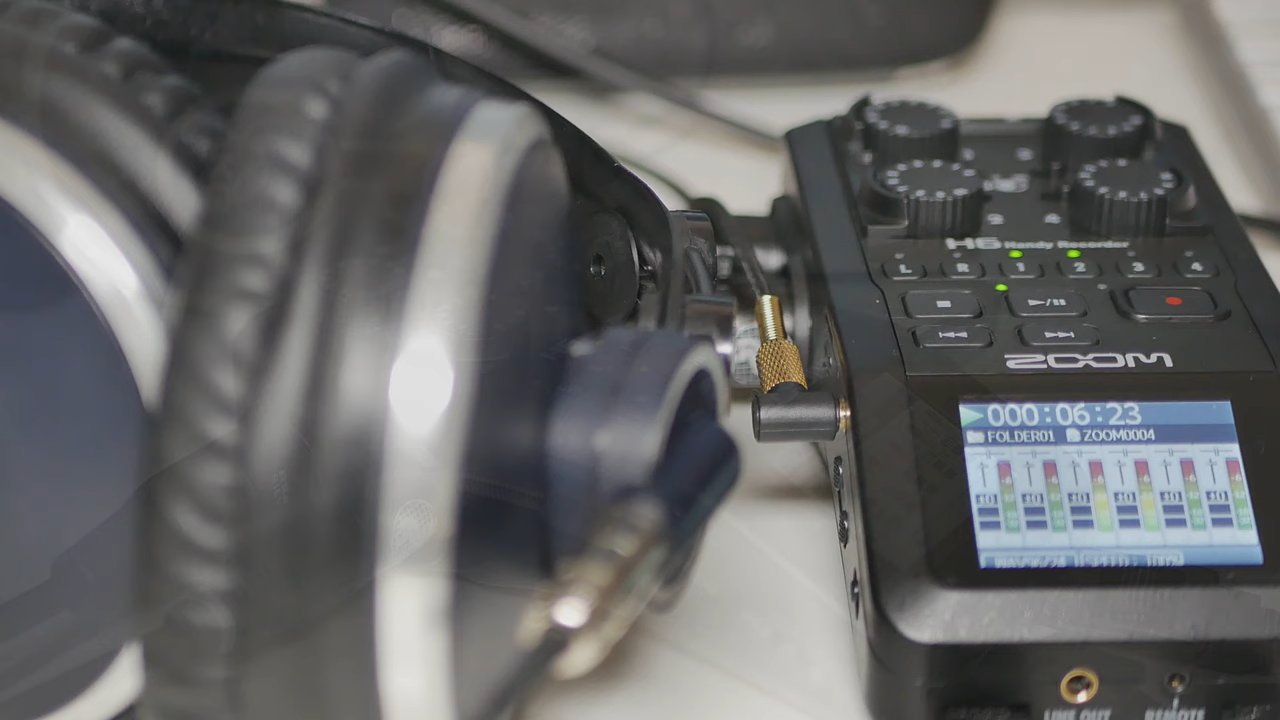 H6 Handy Recorder
L R 1 2 3 4
ZOOM
000:06:23
FOLDER01 ZOOM0004
LINE OUT
REMOTE